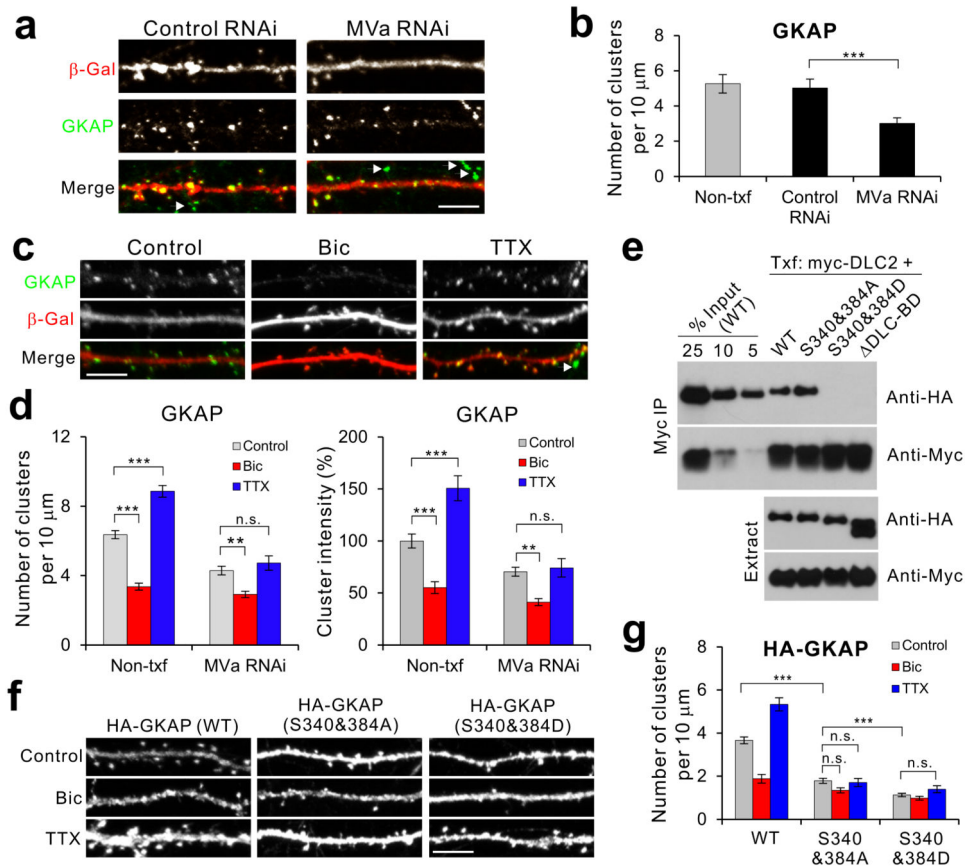 a
Control RNAi
MVa RNAi
β-Gal
GKAP
Merge
b
GKAP
Number of clusters
per 10 μm
8
6
4
2
0
***
Non-txf
Control
RNAi
MVa RNAi
c
Control
Bic
TTX
GKAP
β-Gal
Merge
d
GKAP
Number of clusters
per 10 μm
12
8
4
0
Control
Bic
TTX
***
***
n.s.
**
Non-txf
MVa RNAi
GKAP
Cluster intensity (%)
200
150
100
50
0
Control
Bic
TTX
***
***
n.s.
**
Non-txf
MVa RNAi
e
Txf: myc-DLC2 +
% Input
(WT)
25 10 5
WT
S340&384A
S340&384D
ΔDLC-BD
Myc IP
Anti-HA
Anti-Myc
Extract
Anti-HA
Anti-Myc
f
HA-GKAP (WT)
HA-GKAP
(S340&384A)
HA-GKAP
(S340&384D)
Control
Bic
TTX
g
HA-GKAP
Number of clusters
per 10 μm
8
6
4
2
0
Control
Bic
TTX
***
***
n.s.
n.s.
n.s.
WT
S340
&384A
S340
&384D